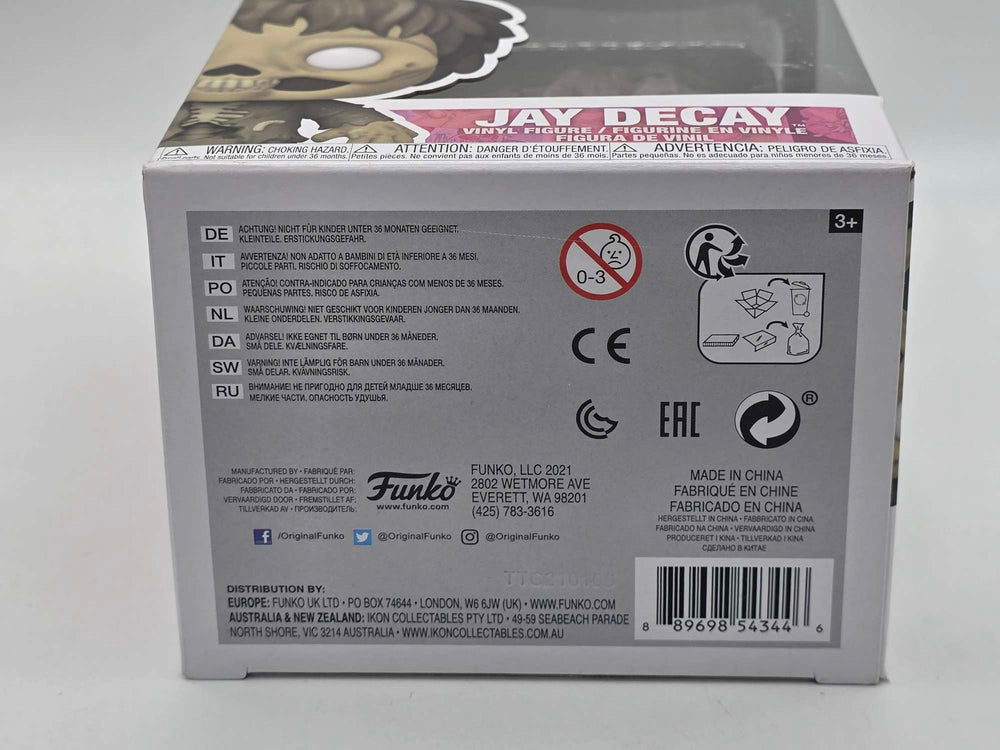 JAY DECAY™
VINYL FIGURE / FIGURINE EN VINYLE
FIGURA DE VINIL
WARNING: CHOKING HAZARD.
Small parts. Not suitable for children under 36 months.
ATTENTION: DANGER D'ÉTOUFFEMENT.
Petites pièces. Ne convient pas aux enfants de moins de 36 mois.
ADVERTENCIA: PELIGRO DE ASFIXIA.
Partes pequeñas. No es adecuado para niños menores de 36 meses.
3+
DE ACHTUNG! NICHT FÜR KINDER UNTER 36 MONATEN GEEIGNET.
KLEINTEILE. ERSTICKUNGSGEFAHR.
IT AVVERTENZA! NON ADATTO A BAMBINI DI ETÀ INFERIORE A 36 MESI.
PICCOLE PARTI. RISCHIO DI SOFFOCAMENTO.
PO ATENÇÃO! CONTRA-INDICADO PARA CRIANÇAS COM MENOS DE 36 MESES.
PEQUENAS PARTES. RISCO DE ASFIXIA.
NL WAARSCHUWING! NIET GESCHIKT VOOR KINDEREN JONGER DAN 36 MAANDEN.
KLEINE ONDERDELEN. VERSTIKKINGSGEVAAR.
DA ADVARSEL! IKKE EGNET TIL BØRN UNDER 36 MÅNEDER.
SMÅ DELE. KVÆLNINGSFARE.
SW VARNING! INTE LÄMPLIG FÖR BARN UNDER 36 MÅNADER.
SMÅ DELAR. KVÄVNINGSRISK.
RU ВНИМАНИЕ! НЕ ПРИГОДНО ДЛЯ ДЕТЕЙ МЛАДШЕ 36 МЕСЯЦЕВ.
МЕЛКИЕ ЧАСТИ. ОПАСНОСТЬ УДУШЬЯ.
0-3
CE
EAC
®
MANUFACTURED BY • FABRIQUÉ PAR:
FABRICADO POR • HERGESTELLT DURCH:
FABRICATO DA • FABRICADO POR:
VERVAARDIGD DOOR • FREMSTILLET AF:
TILLVERKAD AV • ПРОИЗВОДИТЕЛЬ:
Funko
www.funko.com
FUNKO, LLC 2021
2802 WETMORE AVE
EVERETT, WA 98201
(425) 783-3616
/OriginalFunko @OriginalFunko @OriginalFunko
MADE IN CHINA
FABRIQUÉ EN CHINE
FABRICADO EN CHINA
HERGESTELLT IN CHINA • FABBRICATO IN CINA
FABRICADO NA CHINA • VERVAARDIGD IN CHINA
PRODUCERET I KINA • TILLVERKAD I KINA
СДЕЛАНО В КИТАЕ
DISTRIBUTION BY:
EUROPE: FUNKO UK LTD • PO BOX 74644 • LONDON, W6 6JW (UK) • WWW.FUNKO.COM
AUSTRALIA & NEW ZEALAND: IKON COLLECTABLES PTY LTD • 49-59 SEABEACH PARADE
NORTH SHORE, VIC 3214 AUSTRALIA • WWW.IKONCOLLECTABLES.COM.AU
8 89698 54344 6